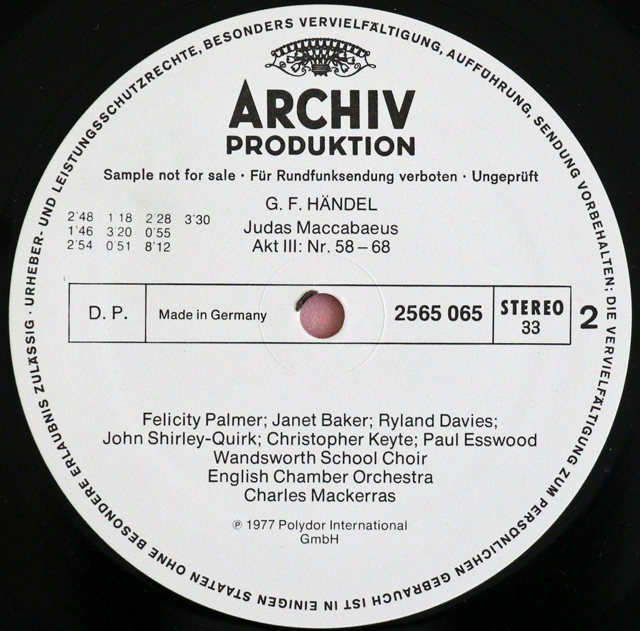 URHEBER- UND LEISTUNGSSCHUTZRECHTE, BESONDERS VERVIELFÄLTIGUNG, AUFFÜHRUNG, SENDUNG VORBEHALTEN; DIE VERVIELFÄLTIGUNG ZUM PERSÖNLICHEN GEBRAUCH IST IN EINIGEN STAATEN OHNE BESONDERE ERLAUBNIS ZULÄSSIG ·
ARCHIV
PRODUKTION
Sample not for sale · Für Rundfunksendung verboten · Ungeprüft
G. F. HÄNDEL
Judas Maccabaeus
Akt III: Nr. 58 – 68
2'48 1 18 2 28 3'30
1'46 3 20 0'55
2'54 0'51 8'12
D. P. Made in Germany 2565 065 STEREO 33 2
Felicity Palmer; Janet Baker; Ryland Davies;
John Shirley-Quirk; Christopher Keyte; Paul Esswood
Wandsworth School Choir
English Chamber Orchestra
Charles Mackerras
℗ 1977 Polydor International
GmbH